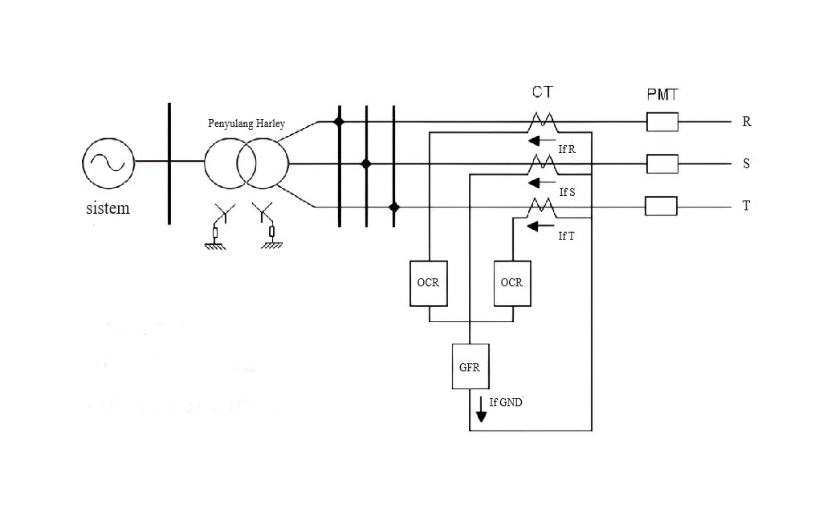 CT
PMT
Penyulang Harley
R
If R
S
sistem
If S
T
If T
OCR
OCR
GFR
If GND